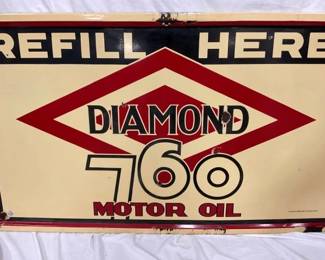 REFILL HERE
DIAMOND
760
MOTOR OIL